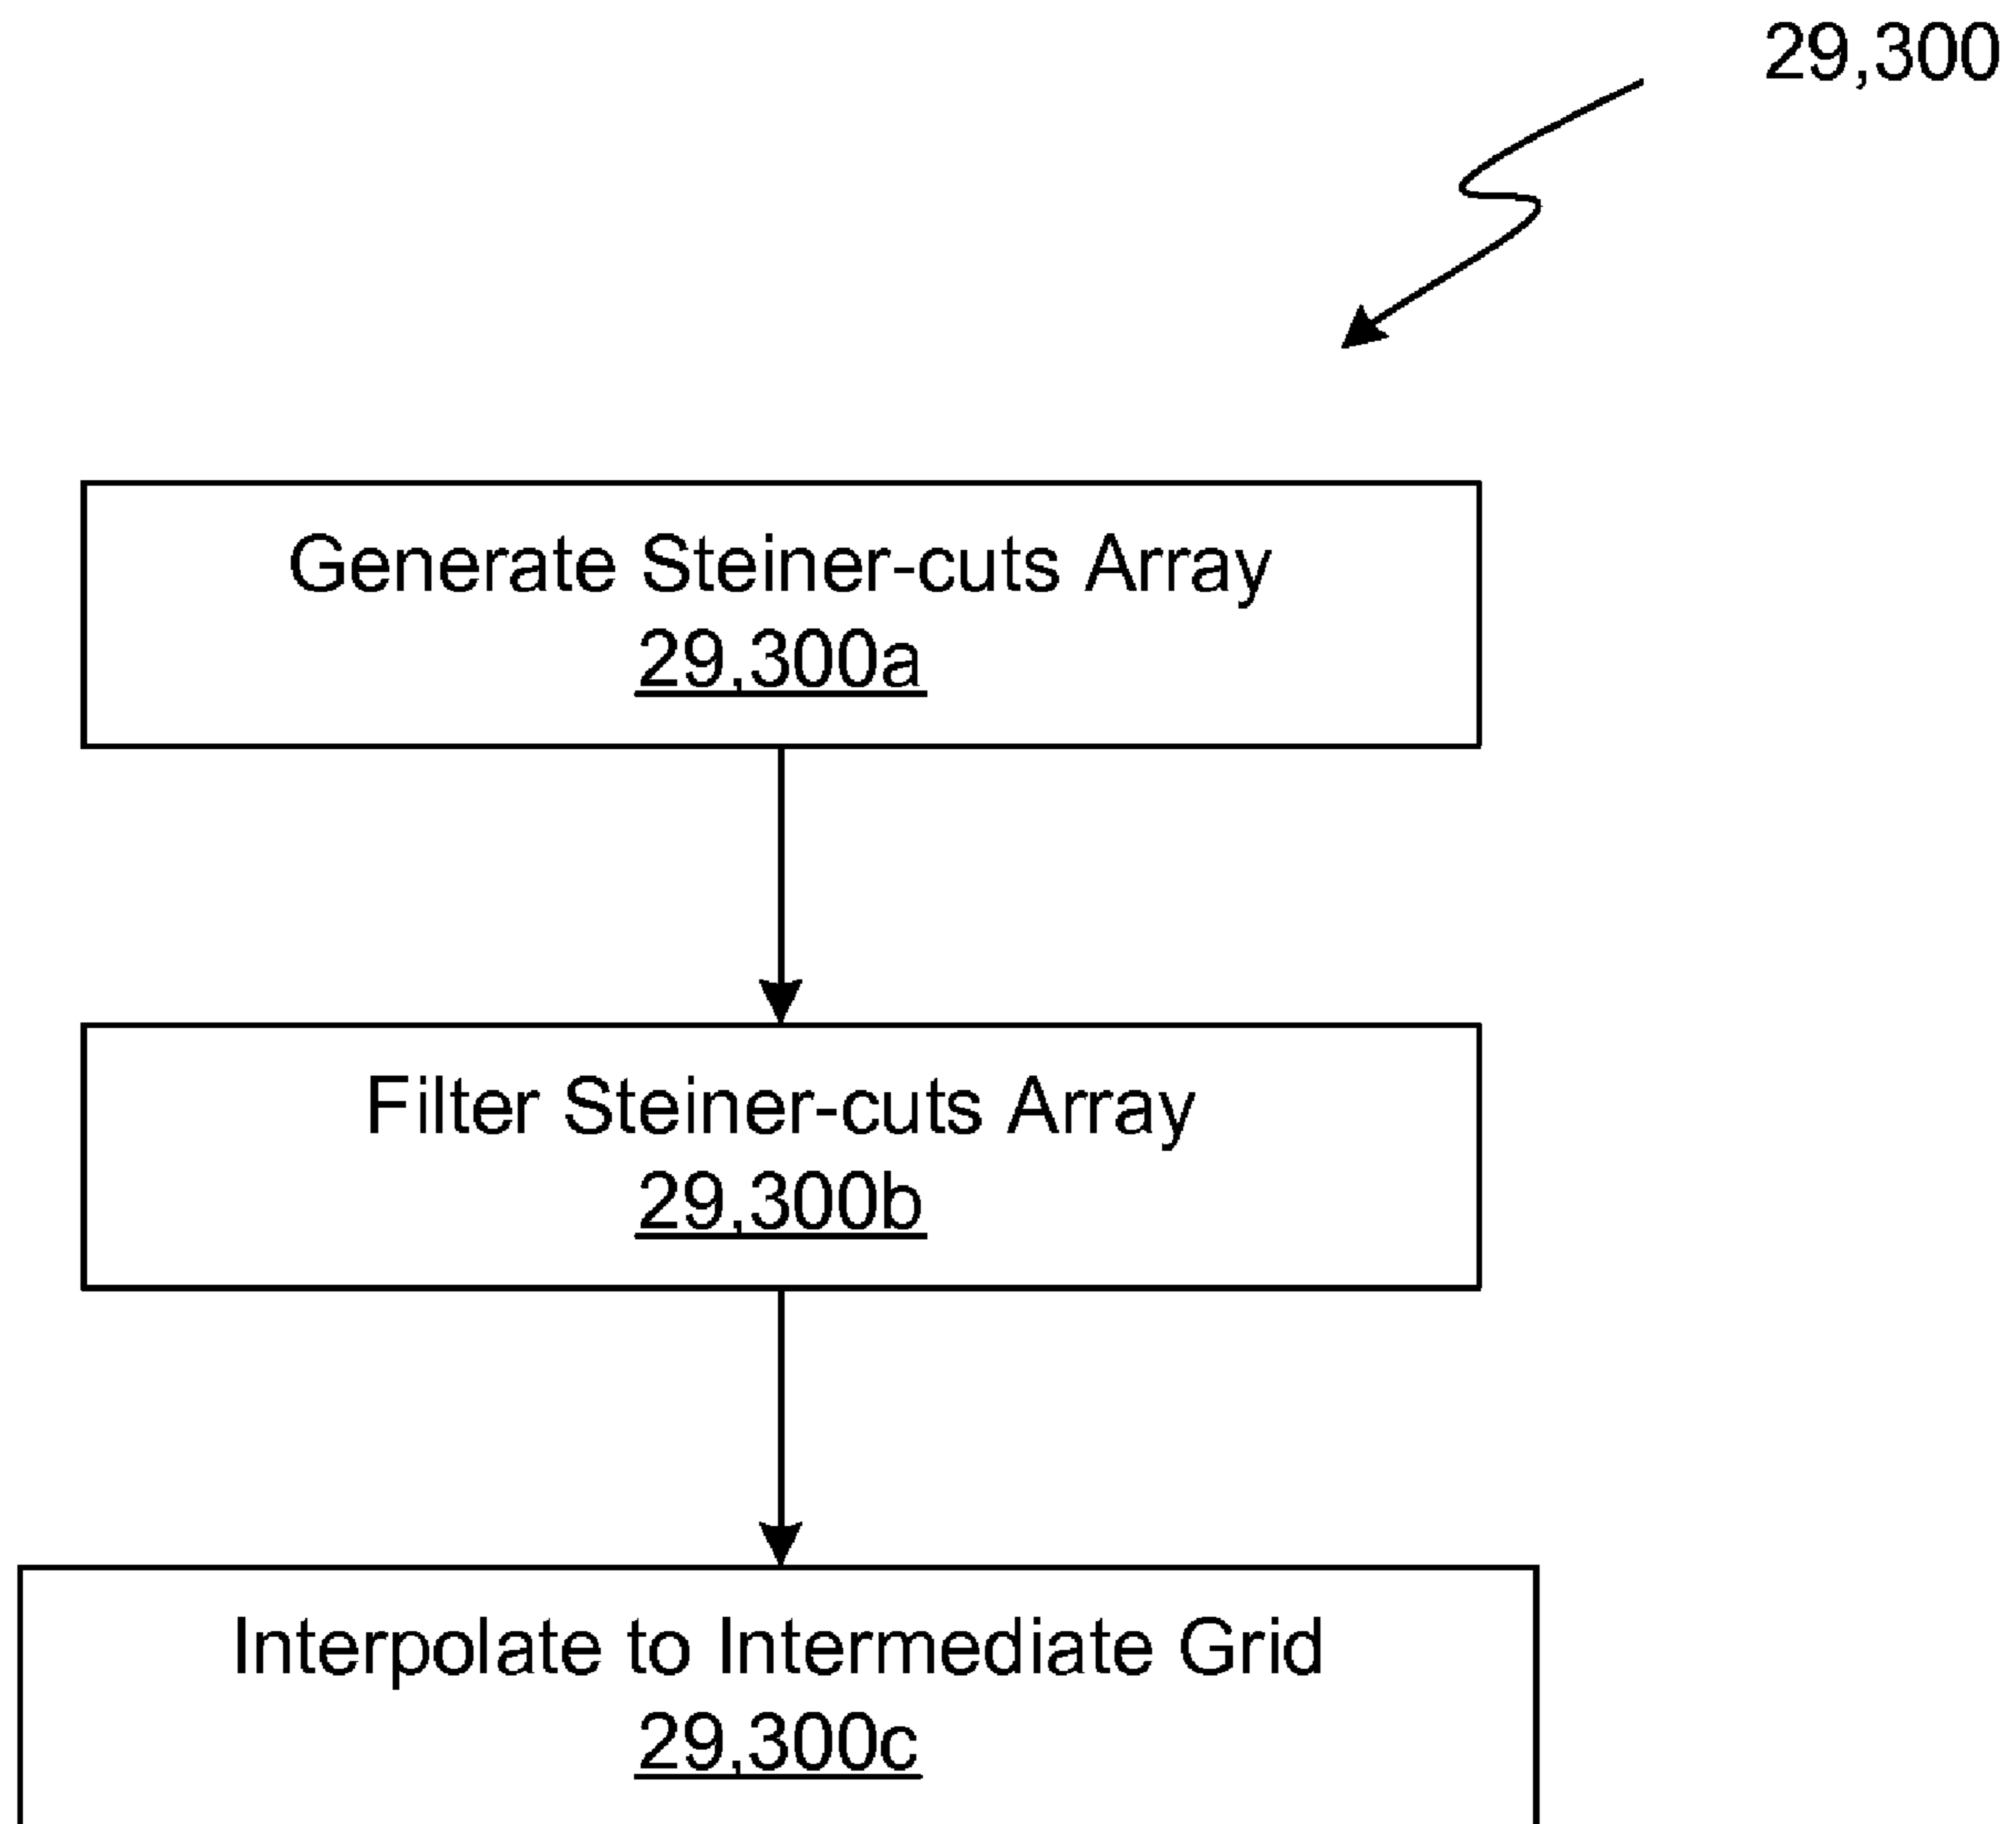 29,300
Generate Steiner-cuts Array
29,300a
Filter Steiner-cuts Array
29,300b
Interpolate to Intermediate Grid
29,300c